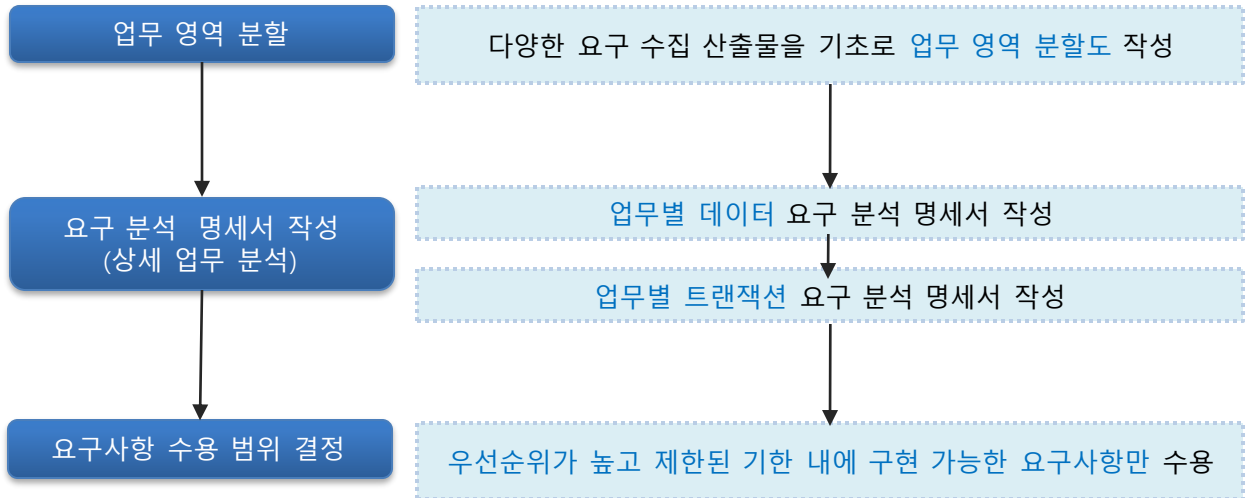 업무 영역 분할
다양한 요구 수집 산출물을 기초로 업무 영역 분할도 작성
요구 분석 명세서 작성
(상세 업무 분석)
업무별 데이터 요구 분석 명세서 작성
업무별 트랜잭션 요구 분석 명세서 작성
요구사항 수용 범위 결정
우선순위가 높고 제한된 기한 내에 구현 가능한 요구사항만 수용